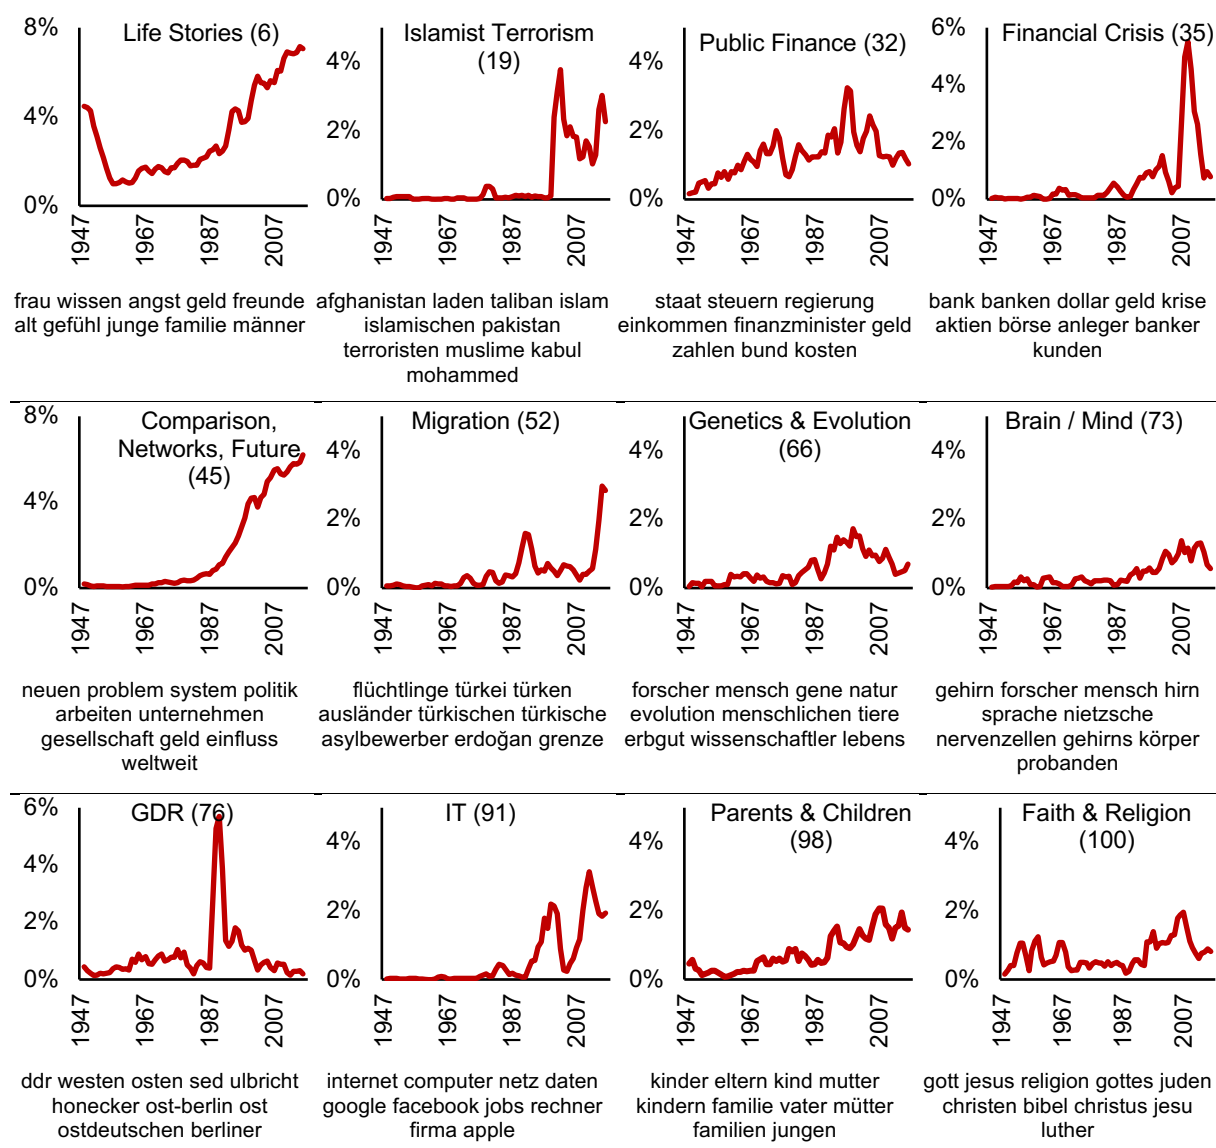 Life Stories (6)
8%
4%
0%
1947
1967
1987
2007
frau wissen angst geld freunde
alt gefühl junge familie männer
Islamist Terrorism
(19)
4%
2%
0%
1947
1967
1987
2007
afghanistan laden taliban islam
islamischen pakistan
terroristen muslime kabul
mohammed
Public Finance (32)
4%
2%
0%
1947
1967
1987
2007
staat steuern regierung
einkommen finanzminister geld
zahlen bund kosten
Financial Crisis (35)
6%
4%
2%
0%
1947
1967
1987
2007
bank banken dollar geld krise
aktien börse anleger banker
kunden
Comparison,
Networks, Future
(45)
8%
4%
0%
1947
1967
1987
2007
neuen problem system politik
arbeiten unternehmen
gesellschaft geld einfluss
weltweit
Migration (52)
4%
2%
0%
1947
1967
1987
2007
flüchtlinge türkei türken
ausländer türkischen türkische
asylbewerber erdoğan grenze
Genetics & Evolution
(66)
4%
2%
0%
1947
1967
1987
2007
forscher mensch gene natur
evolution menschlichen tiere
erbgut wissenschaftler lebens
Brain / Mind (73)
4%
2%
0%
1947
1967
1987
2007
gehirn forscher mensch hirn
sprache nietzsche
nervenzellen gehirns körper
probanden
GDR (76)
6%
4%
2%
0%
1947
1967
1987
2007
ddr westen osten sed ulbricht
honecker ost-berlin ost
ostdeutschen berliner
IT (91)
4%
2%
0%
1947
1967
1987
2007
internet computer netz daten
google facebook jobs rechner
firma apple
Parents & Children
(98)
4%
2%
0%
1947
1967
1987
2007
kinder eltern kind mutter
kindern familie vater mütter
familien jungen
Faith & Religion
(100)
4%
2%
0%
1947
1967
1987
2007
gott jesus religion gottes juden
christen bibel christus jesu
luther